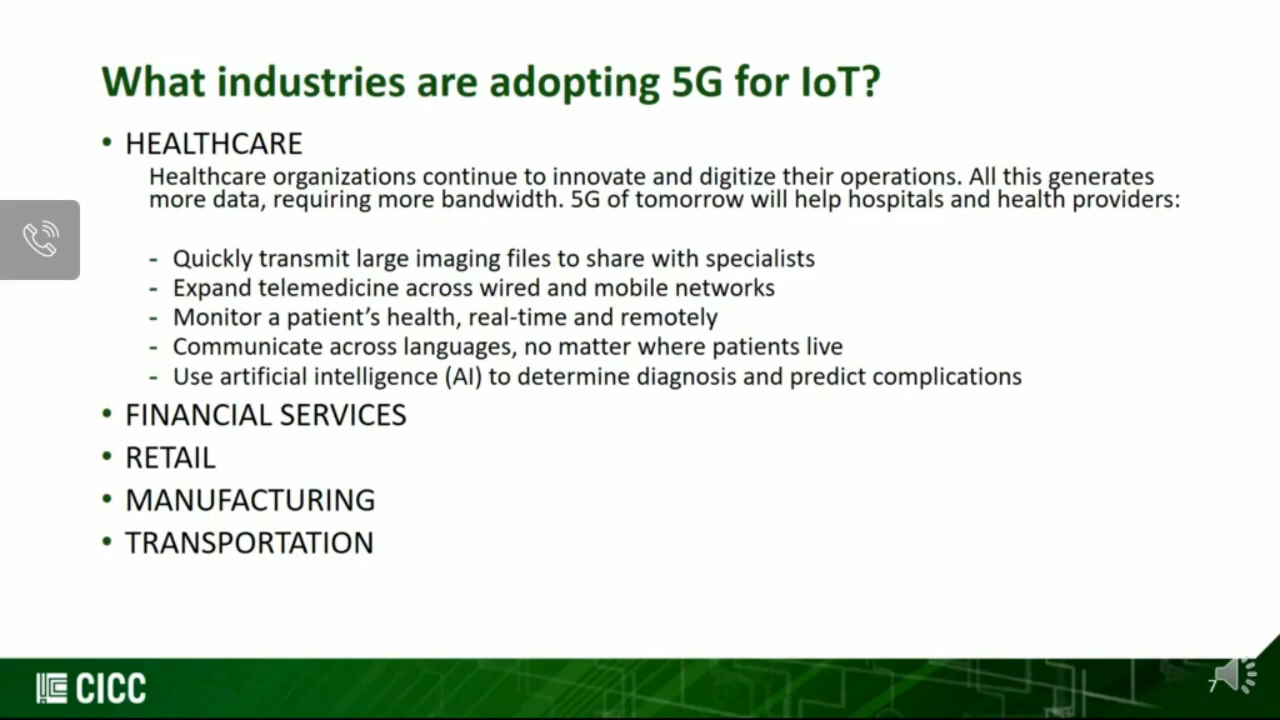 What industries are adopting 5G for IoT?
• HEALTHCARE
Healthcare organizations continue to innovate and digitize their operations. All this generates
more data, requiring more bandwidth. 5G of tomorrow will help hospitals and health providers:
- Quickly transmit large imaging files to share with specialists
- Expand telemedicine across wired and mobile networks
- Monitor a patient’s health, real-time and remotely
- Communicate across languages, no matter where patients live
- Use artificial intelligence (AI) to determine diagnosis and predict complications
• FINANCIAL SERVICES
• RETAIL
• MANUFACTURING
• TRANSPORTATION
CICC
7